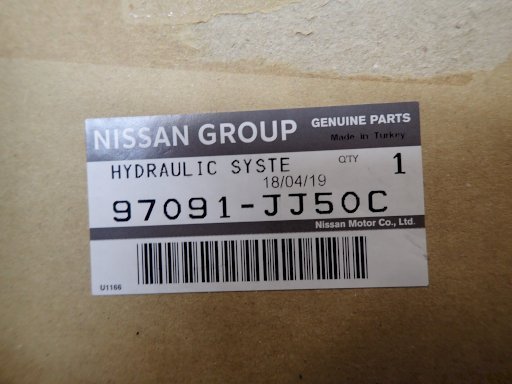 NISSAN GROUP GENUINE PARTS
Made in Turkey
HYDRAULIC SYSTE Q'TY 1
18/04/19
97091-JJ50C
Nissan Motor Co., Ltd.
U1166